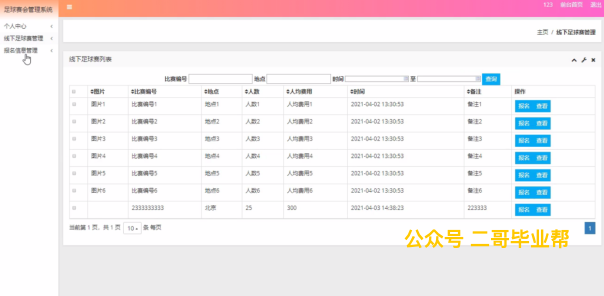 足球赛会管理系统
123 前台首页 退出
个人中心
线下足球赛管理
报名信息管理
主页 / 线下足球赛管理
线下足球赛列表
比赛编号 地点 时间 至 查询
图片 比赛编号 地点 人数 人均费用 时间 备注 操作
图片1 比赛编号1 地点1 人数1 人均费用1 2021-04-02 13:30:53 备注1 报名 查看
图片2 比赛编号2 地点2 人数2 人均费用2 2021-04-02 13:30:53 备注2 报名 查看
图片3 比赛编号3 地点3 人数3 人均费用3 2021-04-02 13:30:53 备注3 报名 查看
图片4 比赛编号4 地点4 人数4 人均费用4 2021-04-02 13:30:53 备注4 报名 查看
图片5 比赛编号5 地点5 人数5 人均费用5 2021-04-02 13:30:53 备注5 报名 查看
图片6 比赛编号6 地点6 人数6 人均费用6 2021-04-02 13:30:53 备注6 报名 查看
2333333333 北京 25 300 2021-04-03 14:38:23 223333 报名 查看
当前第 1 页，共 1 页 10 条 每页
1
公众号 二哥毕业帮